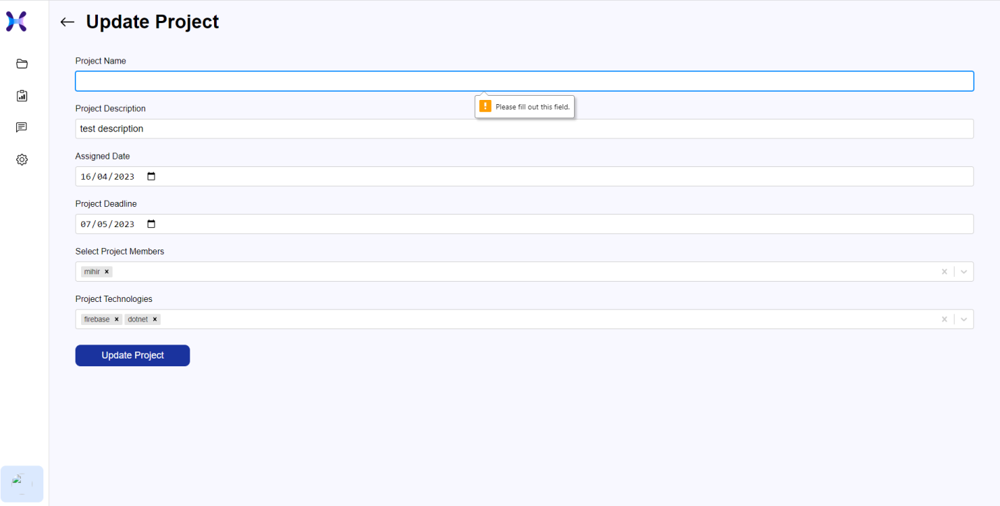 Update Project
Project Name
Please fill out this field.
Project Description
test description
Assigned Date
16/04/2023
Project Deadline
07/05/2023
Select Project Members
mihir ×
Project Technologies
firebase × dotnet ×
Update Project